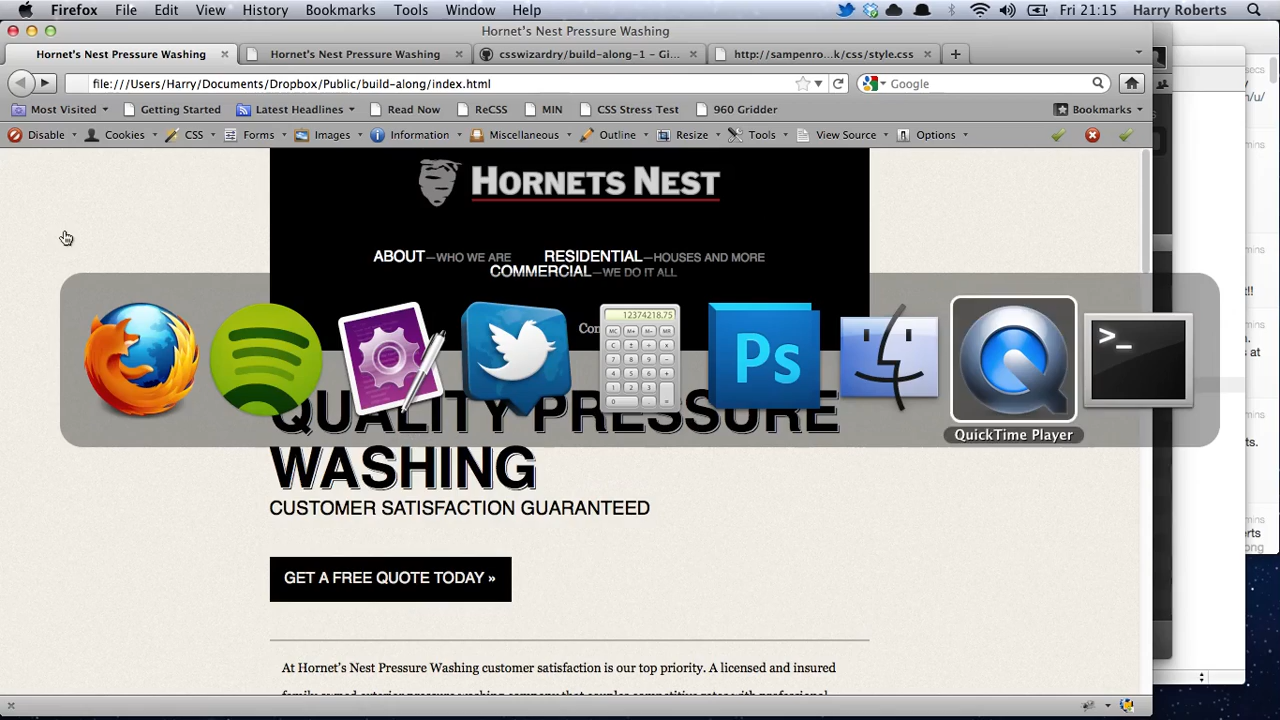 Firefox File Edit View History Bookmarks Tools Window Help Fri 21:15 Harry Roberts
Hornet's Nest Pressure Washing
Hornet's Nest Pressure Washing Hornet's Nest Pressure Washing csswizardry/build-along-1 – Gi... http://sampenro...k/css/style.css
file:///Users/Harry/Documents/Dropbox/Public/build-along/index.html Google
Most Visited Getting Started Latest Headlines Read Now ReCSS MIN CSS Stress Test 960 Gridder Bookmarks
Disable Cookies CSS Forms Images Information Miscellaneous Outline Resize Tools View Source Options
HORNETS NEST
ABOUT—WHO WE ARE RESIDENTIAL—HOUSES AND MORE
COMMERCIAL—WE DO IT ALL
12374218.75
Ps
QuickTime Player
QUALITY PRESSURE
WASHING
CUSTOMER SATISFACTION GUARANTEED
GET A FREE QUOTE TODAY »
At Hornet's Nest Pressure Washing customer satisfaction is our top priority. A licensed and insured